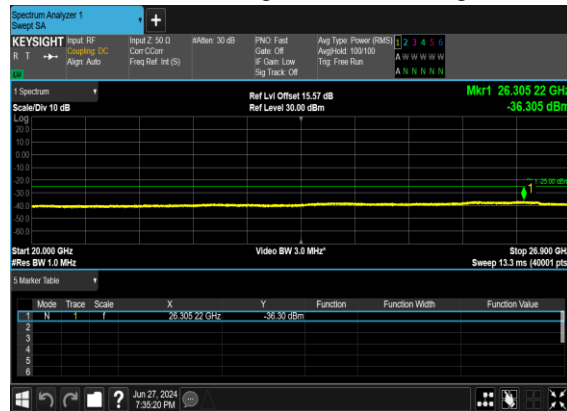 Spectrum Analyzer 1
Swept SA
KEYSIGHT Input: RF Input Z: 50 Ω #Atten: 30 dB PNO: Fast Avg Type: Power (RMS) 1 2 3 4 5 6
R T Coupling: DC Corr CCorr Gate: Off Avg|Hold: 100/100 A W W W W W
Align: Auto Freq Ref: Int (S) IF Gain: Low Trig: Free Run
LW Sig Track: Off A N N N N N
1 Spectrum Ref Lvl Offset 15.57 dB Mkr1 26.305 22 GHz
Scale/Div 10 dB Ref Level 30.00 dBm -36.305 dBm
Log
20.0
10.0
0.00
-10.0
-20.0
-25.00 dBm
-30.0 1
-40.0
-50.0
-60.0
Start 20.000 GHz Video BW 3.0 MHz* Stop 26.900 GHz
#Res BW 1.0 MHz Sweep 13.3 ms (40001 pts)
5 Marker Table
Mode Trace Scale X Y Function Function Width Function Value
1 N 1 f 26.305 22 GHz -36.30 dBm
2
3
4
5
6
? Jun 27, 2024
7:35:20 PM